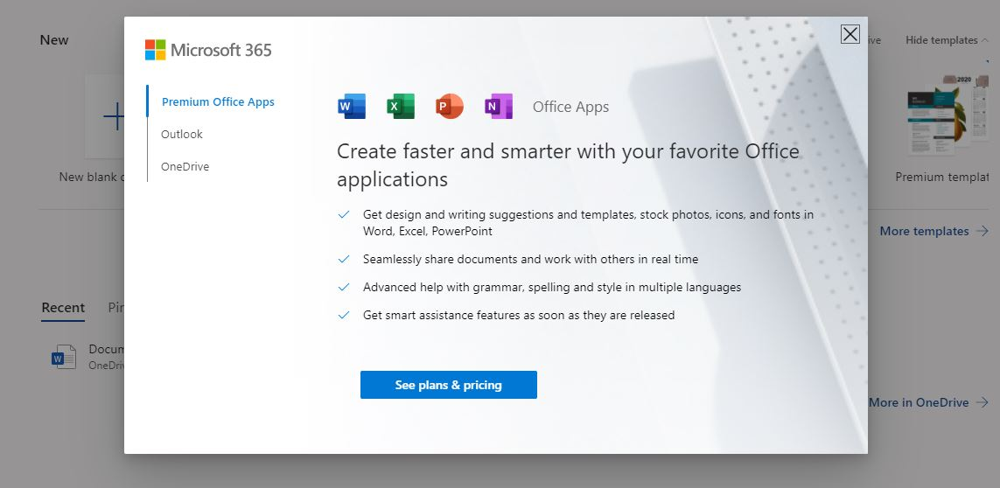 New
Microsoft 365
ive
Hide templates
Premium Office Apps
Outlook
OneDrive
W
X
P
N
Office Apps
Create faster and smarter with your favorite Office
applications
Get design and writing suggestions and templates, stock photos, icons, and fonts in
Word, Excel, PowerPoint
Seamlessly share documents and work with others in real time
Advanced help with grammar, spelling and style in multiple languages
Get smart assistance features as soon as they are released
See plans & pricing
2020
New blank
Premium templat
More templates
Recent
Pin
W
Docum
OneDriv
More in OneDrive